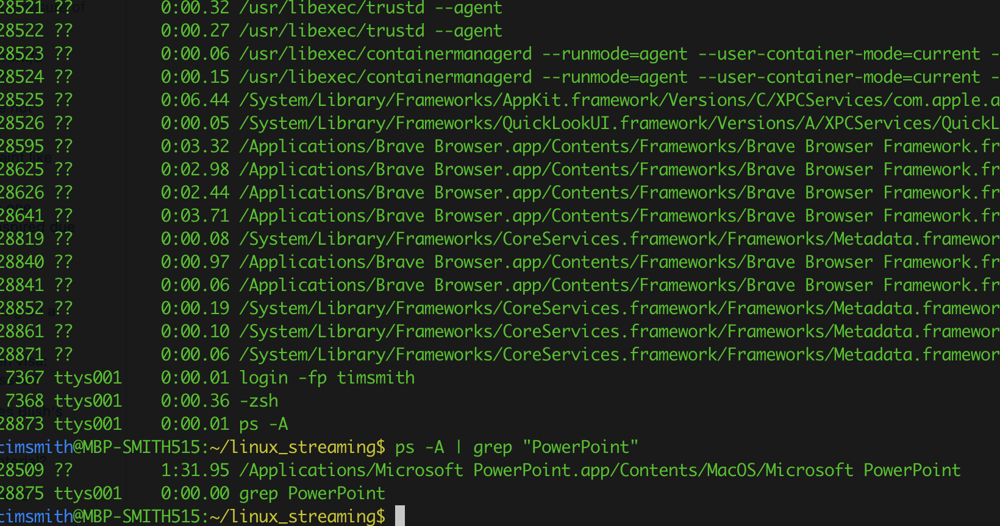 28521 ?? 0:00.32 /usr/libexec/trustd --agent
28522 ?? 0:00.27 /usr/libexec/trustd --agent
28523 ?? 0:00.06 /usr/libexec/containermanagerd --runmode=agent --user-container-mode=current -
28524 ?? 0:00.15 /usr/libexec/containermanagerd --runmode=agent --user-container-mode=current -
28525 ?? 0:06.44 /System/Library/Frameworks/AppKit.framework/Versions/C/XPCServices/com.apple.a
28526 ?? 0:00.05 /System/Library/Frameworks/QuickLookUI.framework/Versions/A/XPCServices/QuickL
28595 ?? 0:03.32 /Applications/Brave Browser.app/Contents/Frameworks/Brave Browser Framework.fr
28625 ?? 0:02.98 /Applications/Brave Browser.app/Contents/Frameworks/Brave Browser Framework.fr
28626 ?? 0:02.44 /Applications/Brave Browser.app/Contents/Frameworks/Brave Browser Framework.fr
28641 ?? 0:03.71 /Applications/Brave Browser.app/Contents/Frameworks/Brave Browser Framework.fr
28819 ?? 0:00.08 /System/Library/Frameworks/CoreServices.framework/Frameworks/Metadata.framewor
28840 ?? 0:00.97 /Applications/Brave Browser.app/Contents/Frameworks/Brave Browser Framework.fr
28841 ?? 0:00.06 /Applications/Brave Browser.app/Contents/Frameworks/Brave Browser Framework.fr
28852 ?? 0:00.19 /System/Library/Frameworks/CoreServices.framework/Frameworks/Metadata.framewor
28861 ?? 0:00.10 /System/Library/Frameworks/CoreServices.framework/Frameworks/Metadata.framewor
28871 ?? 0:00.06 /System/Library/Frameworks/CoreServices.framework/Frameworks/Metadata.framewor
7367 ttys001 0:00.01 login -fp timsmith
7368 ttys001 0:00.36 -zsh
28873 ttys001 0:00.01 ps -A
timsmith@MBP-SMITH515:~/linux_streaming$ ps -A | grep "PowerPoint"
28509 ?? 1:31.95 /Applications/Microsoft PowerPoint.app/Contents/MacOS/Microsoft PowerPoint
28875 ttys001 0:00.00 grep PowerPoint
timsmith@MBP-SMITH515:~/linux_streaming$